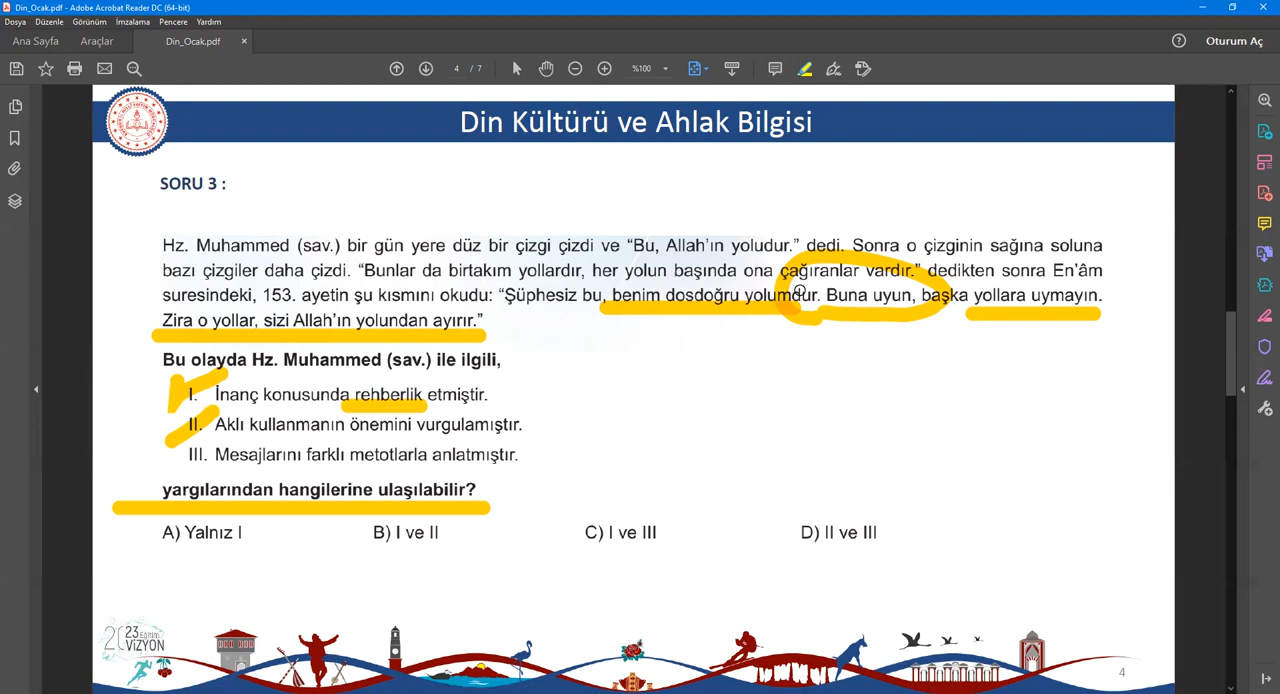 Din_Ocak.pdf - Adobe Acrobat Reader DC (64-bit)
Dosya Düzenle Görünüm İmzalama Pencere Yardım
Ana Sayfa Araçlar Din_Ocak.pdf × Oturum Aç
4 / 7 %100
Din Kültürü ve Ahlak Bilgisi
SORU 3 :
Hz. Muhammed (sav.) bir gün yere düz bir çizgi çizdi ve “Bu, Allah’ın yoludur.” dedi. Sonra o çizginin sağına soluna
bazı çizgiler daha çizdi. “Bunlar da birtakım yollardır, her yolun başında ona çağıranlar vardır.” dedikten sonra En’âm
suresindeki, 153. ayetin şu kısmını okudu: “Şüphesiz bu, benim dosdoğru yolumdur. Buna uyun, başka yollara uymayın.
Zira o yollar, sizi Allah’ın yolundan ayırır.”
Bu olayda Hz. Muhammed (sav.) ile ilgili,
I. İnanç konusunda rehberlik etmiştir.
II. Aklı kullanmanın önemini vurgulamıştır.
III. Mesajlarını farklı metotlarla anlatmıştır.
yargılarından hangilerine ulaşılabilir?
A) Yalnız I B) I ve II C) I ve III D) II ve III
2023 Eğitim
VİZYON
4